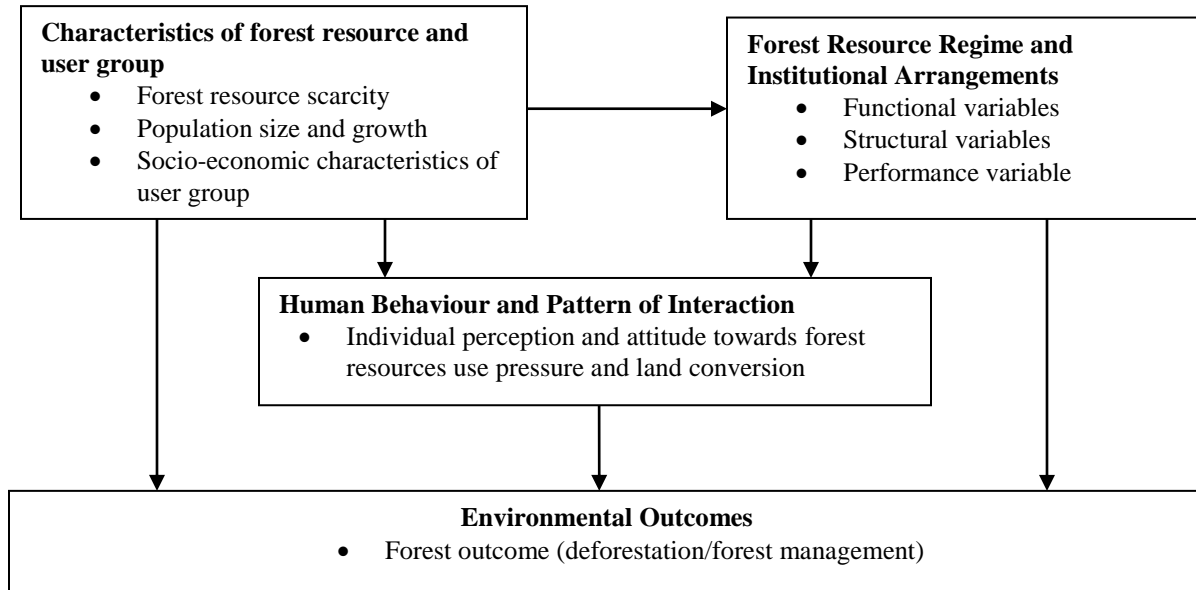 Characteristics of forest resource and
user group
• Forest resource scarcity
• Population size and growth
• Socio-economic characteristics of
user group
Forest Resource Regime and
Institutional Arrangements
• Functional variables
• Structural variables
• Performance variable
Human Behaviour and Pattern of Interaction
• Individual perception and attitude towards forest
resources use pressure and land conversion
Environmental Outcomes
• Forest outcome (deforestation/forest management)